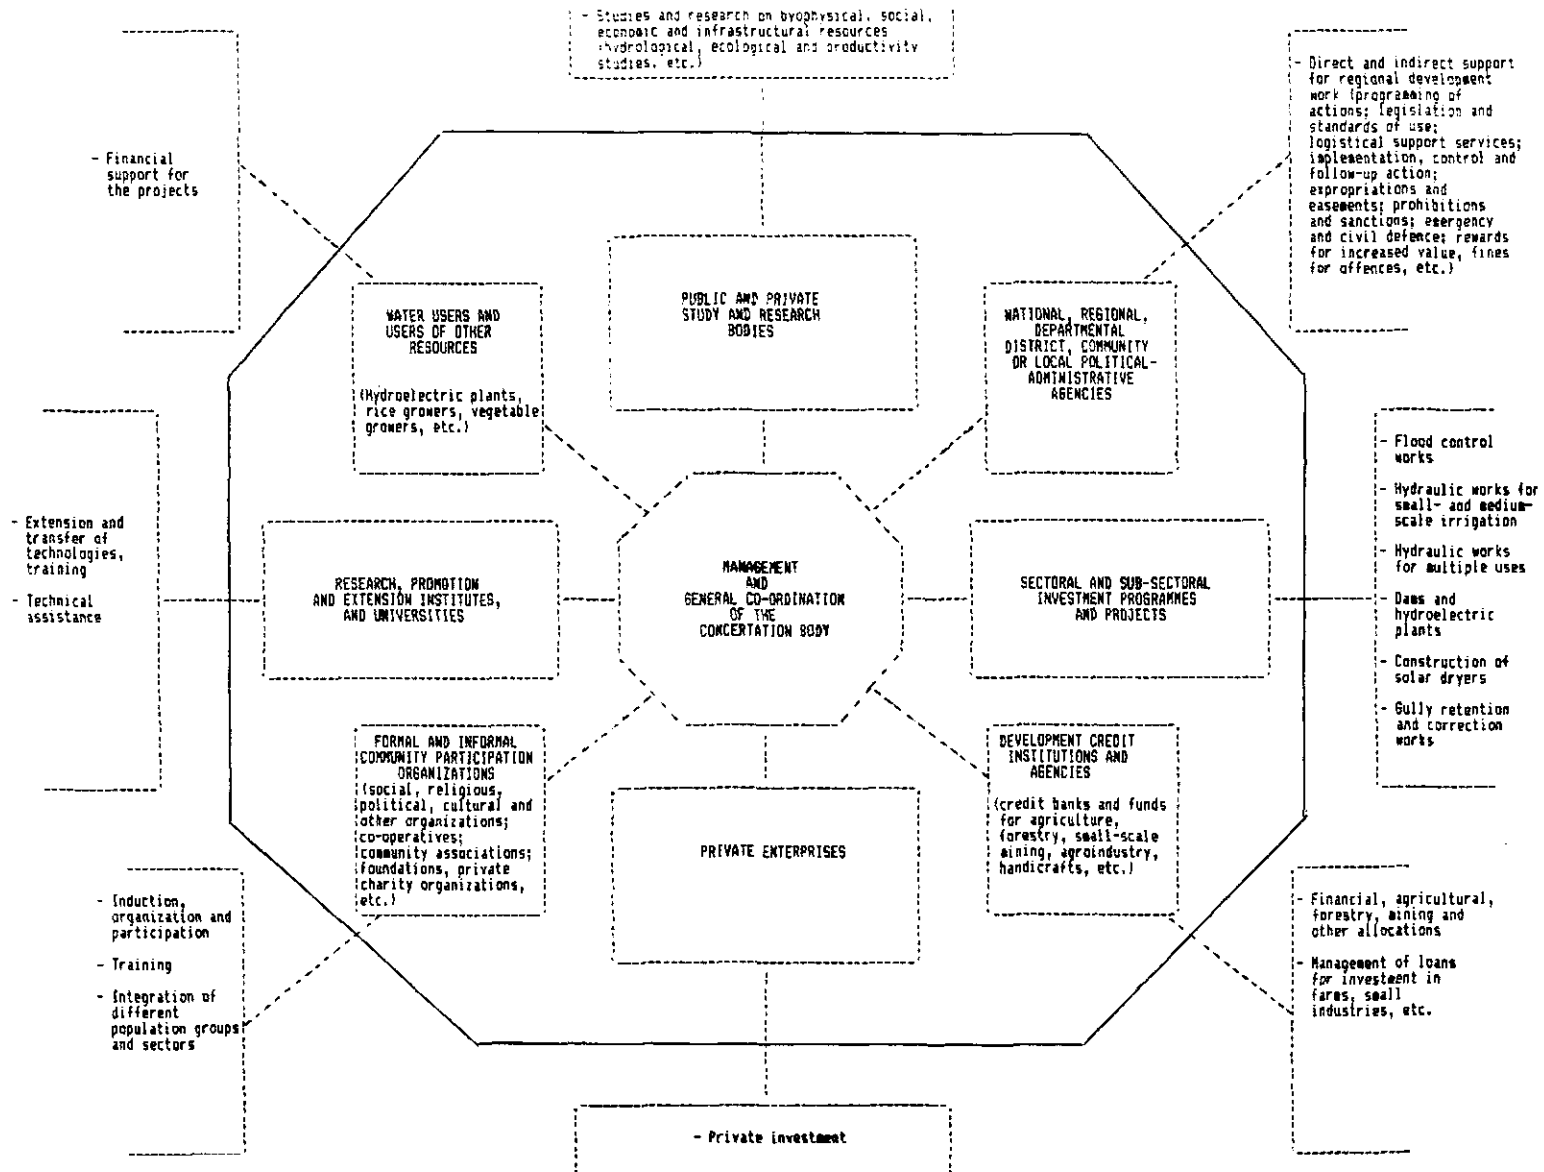 - Studies and research on byophysical, social,
economic and infrastructural resources
(hydrological, ecological and productivity
studies, etc.)
- Financial
support for
the projects
- Direct and indirect support
for regional development
work (programing of
actions; legislation and
standards of use;
logistical support services;
implementation, control and
follow-up action;
expropriations and
easements; prohibitions
and sanctions; emergency
and civil defence; rewards
for increased value, fines
for offences, etc.)
WATER USERS AND
USERS OF OTHER
RESOURCES
(Hydroelectric plants,
rice growers, vegetable
growers, etc.)
PUBLIC AND PRIVATE
STUDY AND RESEARCH
BODIES
NATIONAL, REGIONAL,
DEPARTMENTAL
DISTRICT, COMMUNITY
OR LOCAL POLITICAL-
ADMINISTRATIVE
AGENCIES
- Extension and
transfer of
technologies,
training
- Technical
assistance
RESEARCH, PROMOTION
AND EXTENSION INSTITUTES,
AND UNIVERSITIES
MANAGEMENT
AND
GENERAL CO-ORDINATION
OF THE
CONCERTATION BODY
SECTORAL AND SUB-SECTORAL
INVESTMENT PROGRAMMES
AND PROJECTS
- Flood control
works
- Hydraulic works for
small- and medium-
scale irrigation
- Hydraulic works
for multiple uses
- Dams and
hydroelectric
plants
- Construction of
solar dryers
- Gully retention
and correction
works
FORMAL AND INFORMAL
COMMUNITY PARTICIPATION
ORGANIZATIONS
(social, religious,
political, cultural and
other organizations;
co-operatives;
community associations;
foundations, private
charity organizations,
etc.)
PRIVATE ENTERPRISES
DEVELOPMENT CREDIT
INSTITUTIONS AND
AGENCIES
(credit banks and funds
for agriculture,
forestry, small-scale
mining, agroindustry,
handicrafts, etc.)
- Induction,
organization and
participation
- Training
- Integration of
different
population groups
and sectors
- Financial, agricultural,
forestry, mining and
other allocations
- Management of loans
for investment in
farms, small
industries, etc.
- Private investment